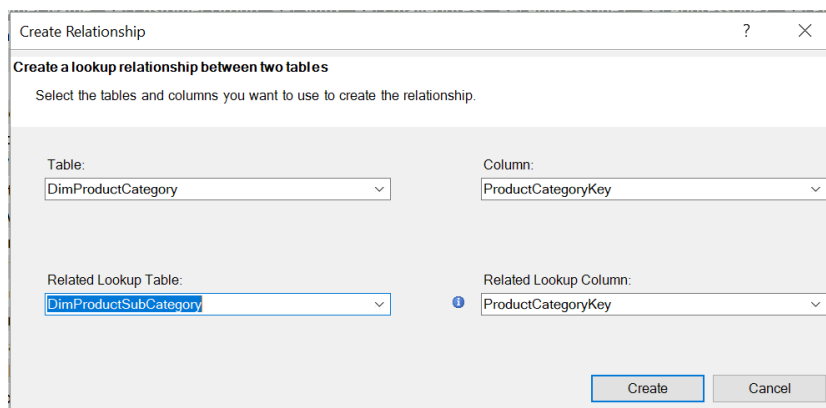 Create Relationship
Create a lookup relationship between two tables
Select the tables and columns you want to use to create the relationship.
Table: Column:
DimProductCategory ProductCategoryKey
Related Lookup Table: Related Lookup Column:
DimProductSubCategory ProductCategoryKey
Create Cancel